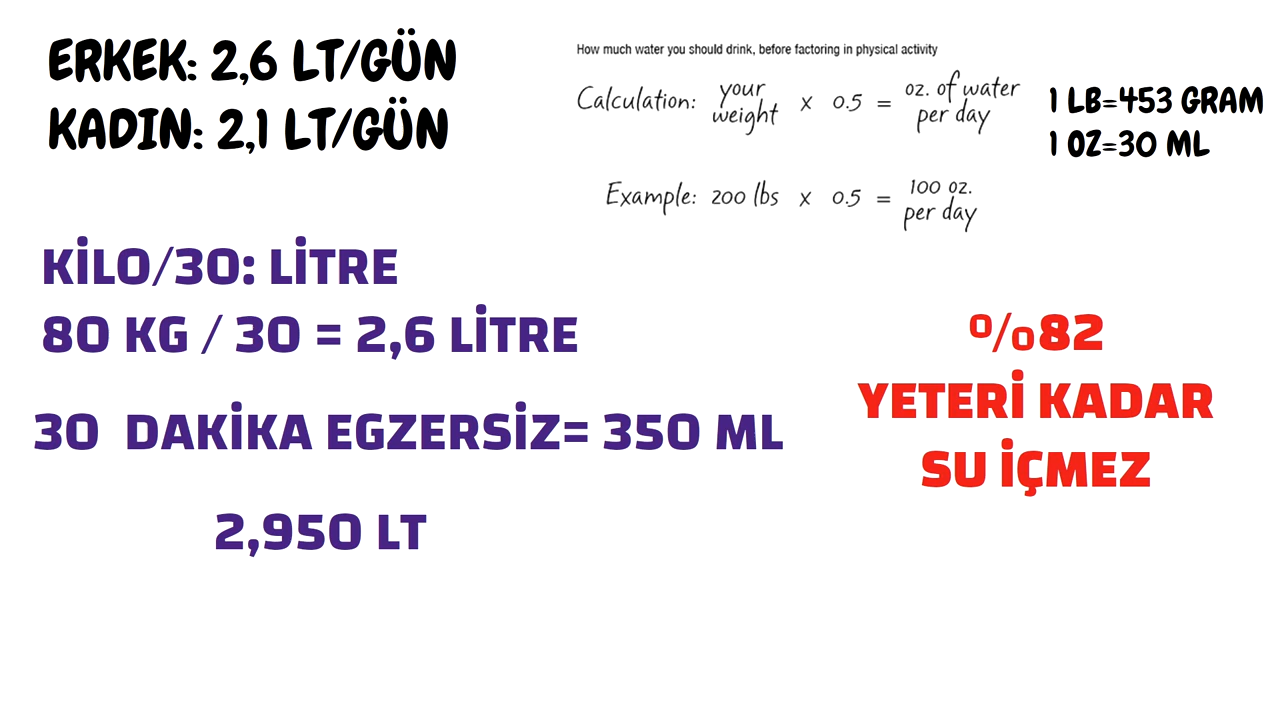 ERKEK: 2,6 LT/GÜN
KADIN: 2,1 LT/GÜN
How much water you should drink, before factoring in physical activity
Calculation: your weight x 0.5 = oz. of water per day
Example: 200 lbs x 0.5 = 100 oz. per day
1 LB=453 GRAM
1 OZ=30 ML
KİLO/30: LİTRE
80 KG / 30 = 2,6 LİTRE
30 DAKİKA EGZERSİZ= 350 ML
2,950 LT
%82
YETERİ KADAR
SU İÇMEZ